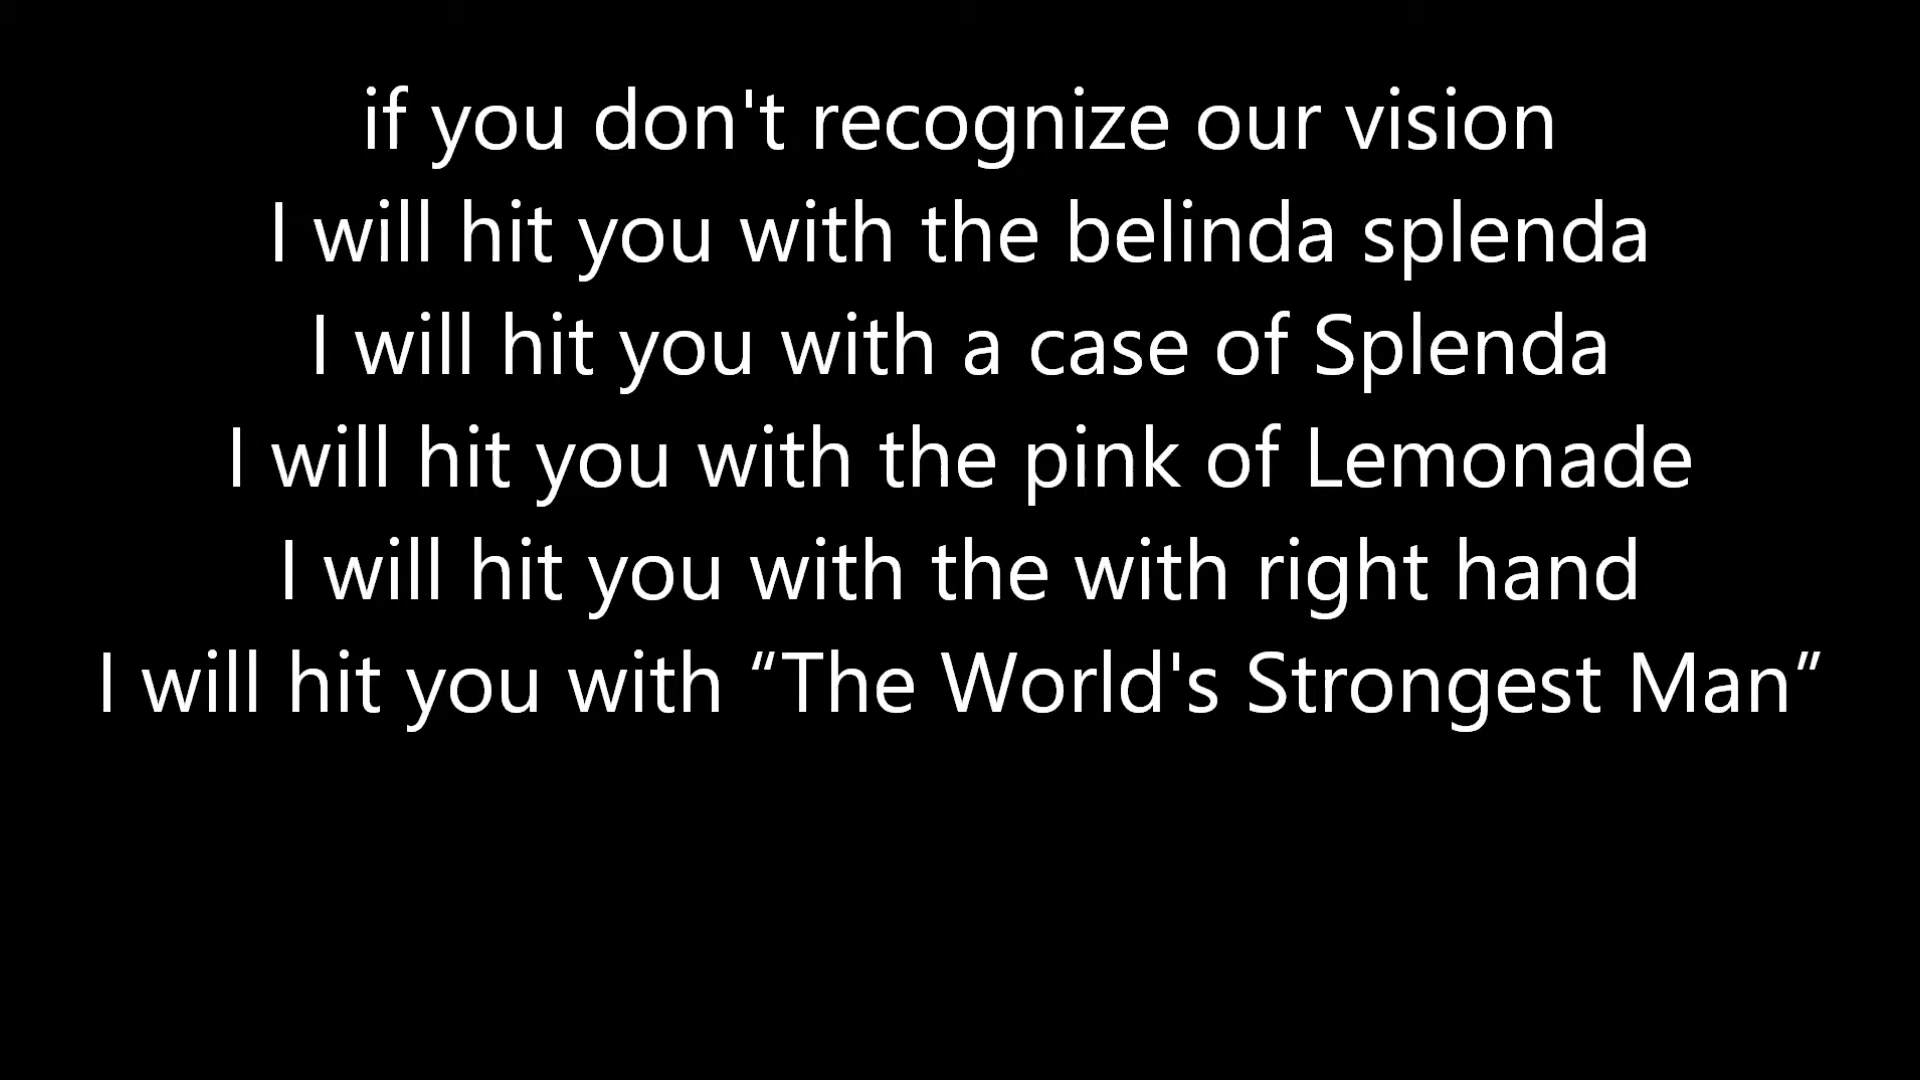 if you don't recognize our vision
I will hit you with the belinda splenda
I will hit you with a case of Splenda
I will hit you with the pink of Lemonade
I will hit you with the with right hand
I will hit you with “The World's Strongest Man”